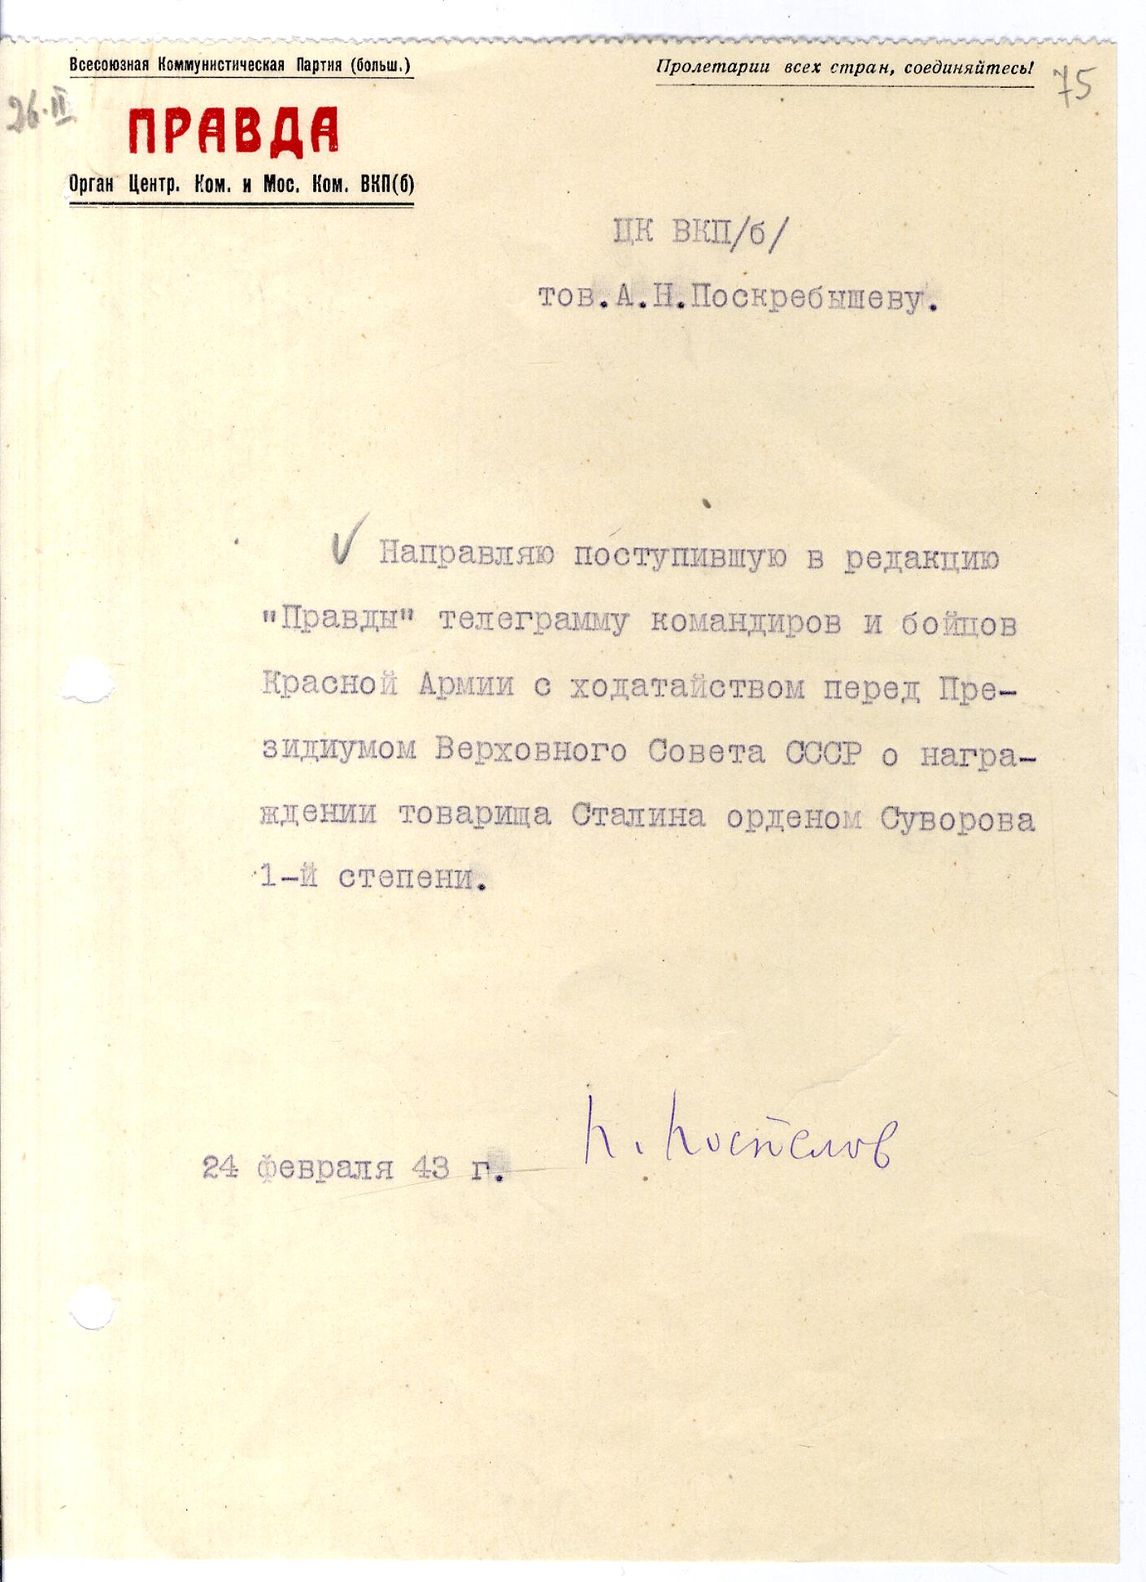 Всесоюзная Коммунистическая Партия (больш.)
Пролетарии всех стран, соединяйтесь!
75
26.II
ПРАВДА
Орган Центр. Ком. и Мос. Ком. ВКП(б)
ЦК ВКП/б/
тов.А.Н.Поскребышеву.
Направляю поступившую в редакцию
"Правды" телеграмму командиров и бойцов
Красной Армии с ходатайством перед Пре-
зидиумом Верховного Совета СССР о награ-
ждении товарища Сталина орденом Суворова
1-й степени.
П. Поспелов
24 февраля 43 г.